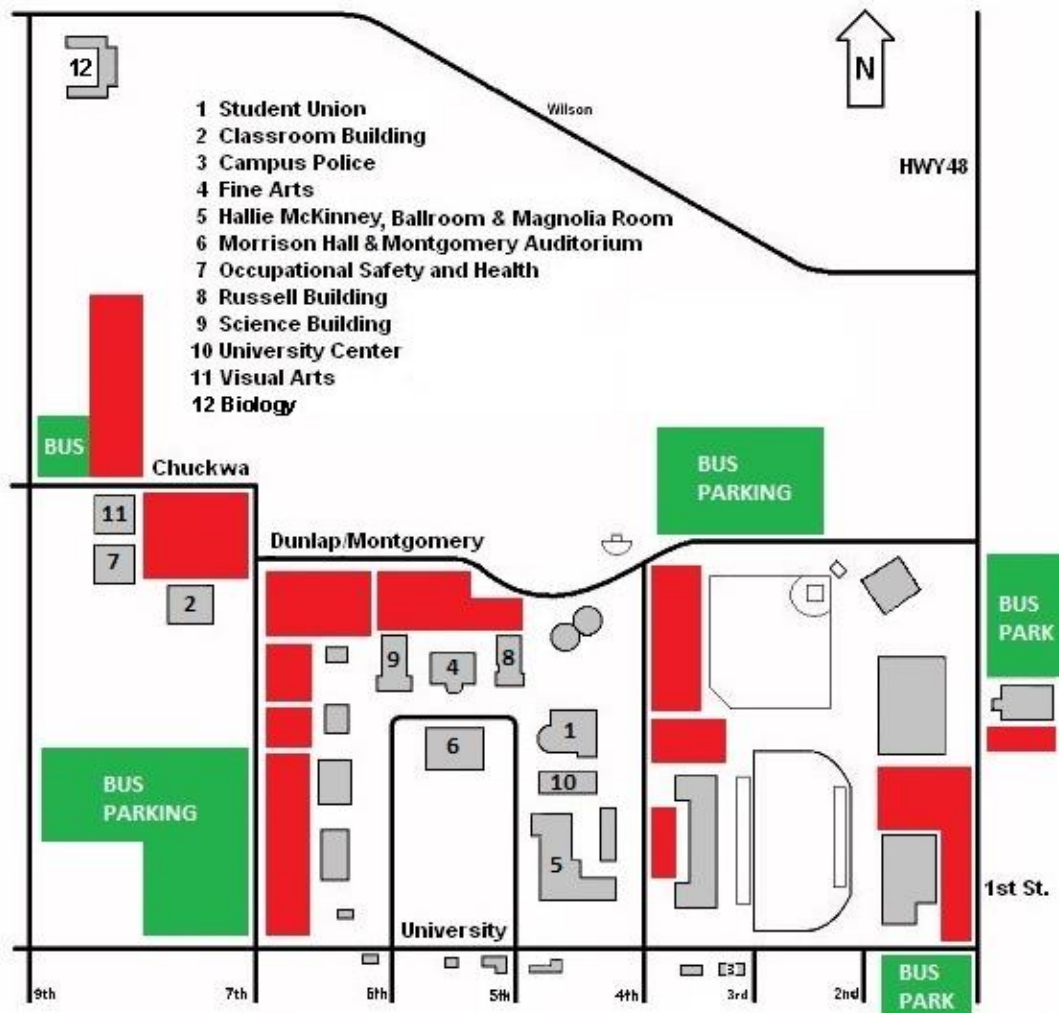 12
N
Wilson
HWY48
1 Student Union
2 Classroom Building
3 Campus Police
4 Fine Arts
5 Hallie McKinney, Ballroom & Magnolia Room
6 Morrison Hall & Montgomery Auditorium
7 Occupational Safety and Health
8 Russell Building
9 Science Building
10 University Center
11 Visual Arts
12 Biology
BUS
Chuckwa
BUS
PARKING
11
Dunlap/Montgomery
7
2
BUS
PARK
9
4
8
1
6
10
BUS
PARKING
5
1st St.
University
3
BUS
PARK
9th
7th
6th
5th
4th
3rd
2nd